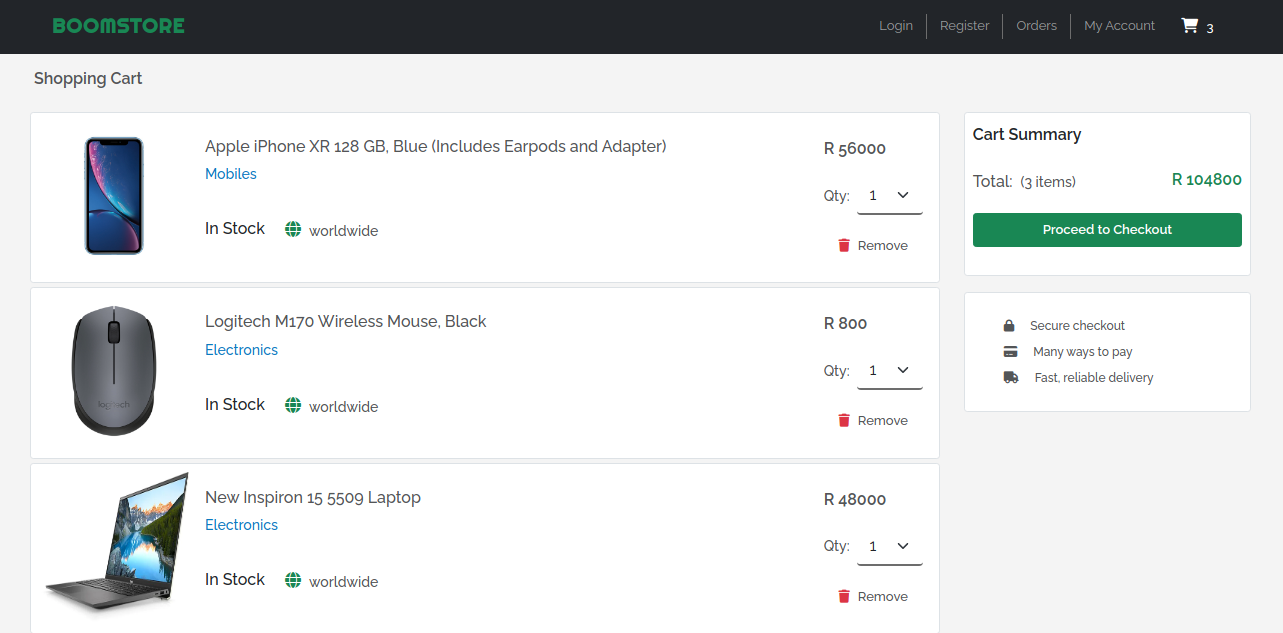 BOOMSTORE
Login
Register
Orders
My Account
3
Shopping Cart
Apple iPhone XR 128 GB, Blue (Includes Earpods and Adapter)
Mobiles
In Stock
worldwide
R 56000
Qty: 1
Remove
logitech
Logitech M170 Wireless Mouse, Black
Electronics
In Stock
worldwide
R 800
Qty: 1
Remove
New Inspiron 15 5509 Laptop
Electronics
In Stock
worldwide
R 48000
Qty: 1
Remove
Cart Summary
Total: (3 items) R 104800
Proceed to Checkout
Secure checkout
Many ways to pay
Fast, reliable delivery